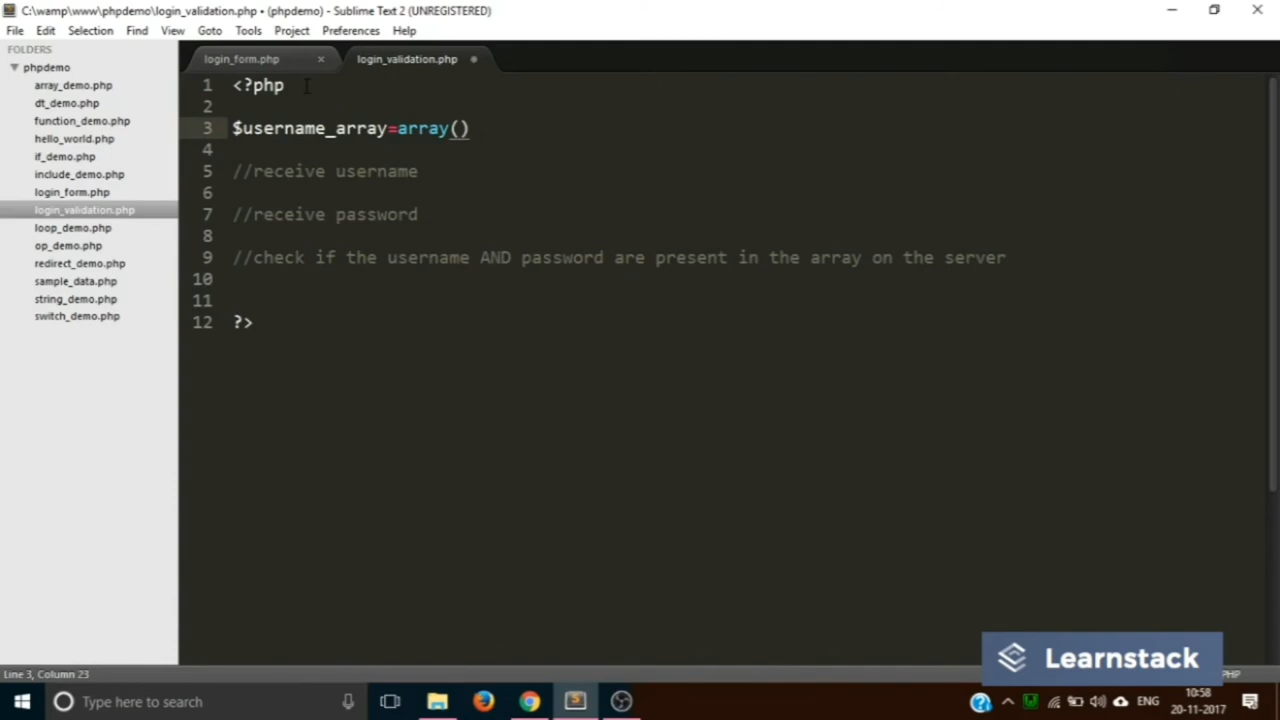 C:\wamp\www\phpdemo\login_validation.php • (phpdemo) - Sublime Text 2 (UNREGISTERED)
File Edit Selection Find View Goto Tools Project Preferences Help
FOLDERS
phpdemo
array_demo.php
dt_demo.php
function_demo.php
hello_world.php
if_demo.php
include_demo.php
login_form.php
login_validation.php
loop_demo.php
op_demo.php
redirect_demo.php
sample_data.php
string_demo.php
switch_demo.php
login_form.php × login_validation.php
1 <?php
2
3 $username_array=array()
4
5 //receive username
6
7 //receive password
8
9 //check if the username AND password are present in the array on the server
10
11
12 ?>
Learnstack
Line 3, Column 23
PHP
Type here to search
ENG
10:58
20-11-2017